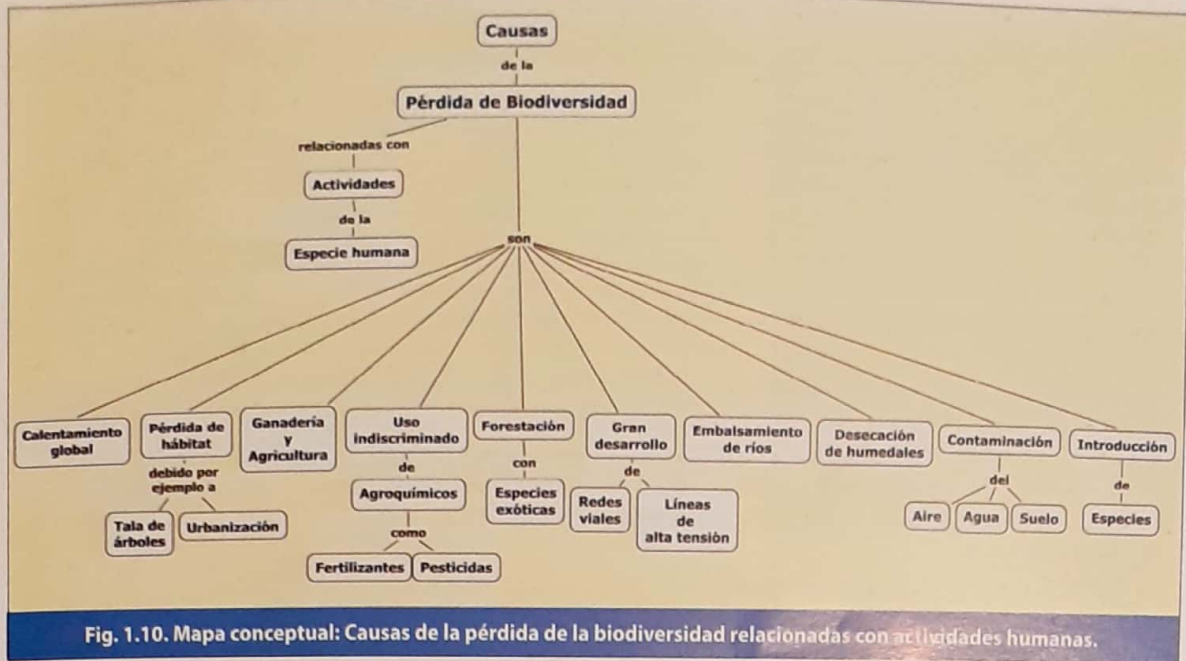 Causas
de la
Pérdida de Biodiversidad
relacionadas con
Actividades
de la
Especie humana
son
Calentamiento
global
Pérdida de
hábitat
debido por
ejemplo a
Tala de
árboles
Urbanización
Ganadería
y
Agricultura
Uso
indiscriminado
de
Agroquímicos
como
Fertilizantes
Pesticidas
Forestación
con
Especies
exóticas
Gran
desarrollo
de
Redes
viales
Líneas
de
alta tensión
Embalsamiento
de ríos
Desecación
de humedales
Contaminación
del
Aire
Agua
Suelo
Introducción
de
Especies
Fig. 1.10. Mapa conceptual: Causas de la pérdida de la biodiversidad relacionadas con actividades humanas.